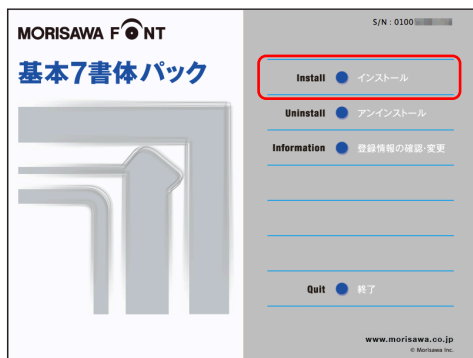 MORISAWA FONT
基本7書体パック
S/N : 0100
Install インストール
Uninstall アンインストール
Information 登録情報の確認・変更
Quit 終了
www.morisawa.co.jp
© Morisawa Inc.